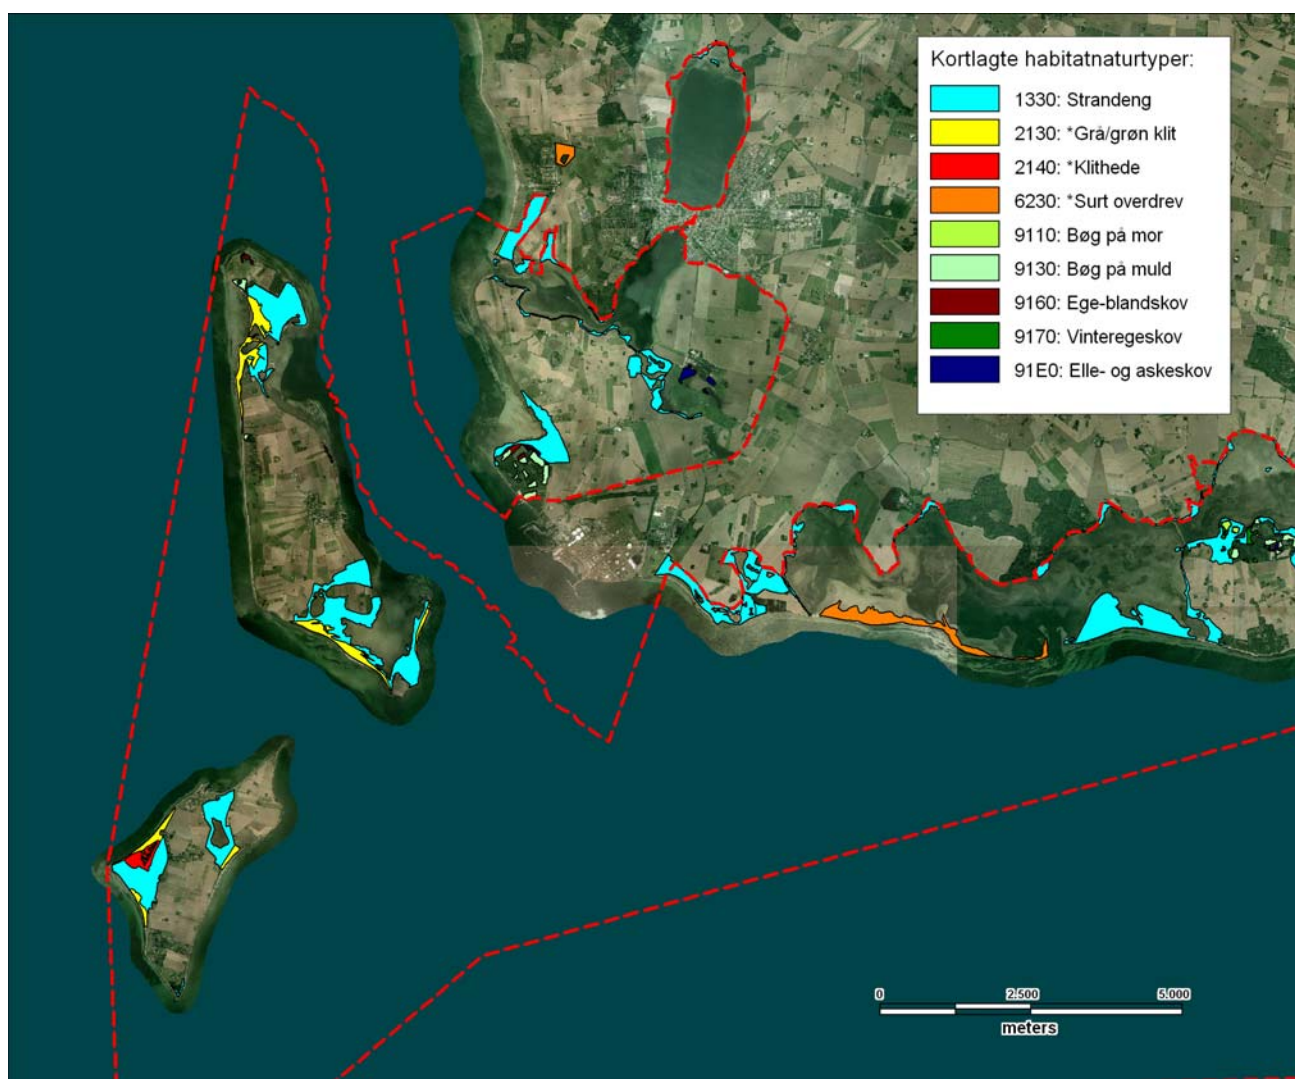 Kortlagte habitatnaturtyper:
1330: Strandeng
2130: *Grå/grøn klit
2140: *Klithede
6230: *Surt overdrev
9110: Bøg på mor
9130: Bøg på muld
9160: Ege-blandskov
9170: Vinteregeskov
91E0: Elle- og askeskov
0 2.500 5.000
meters